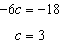 −6c = −18
c = 3